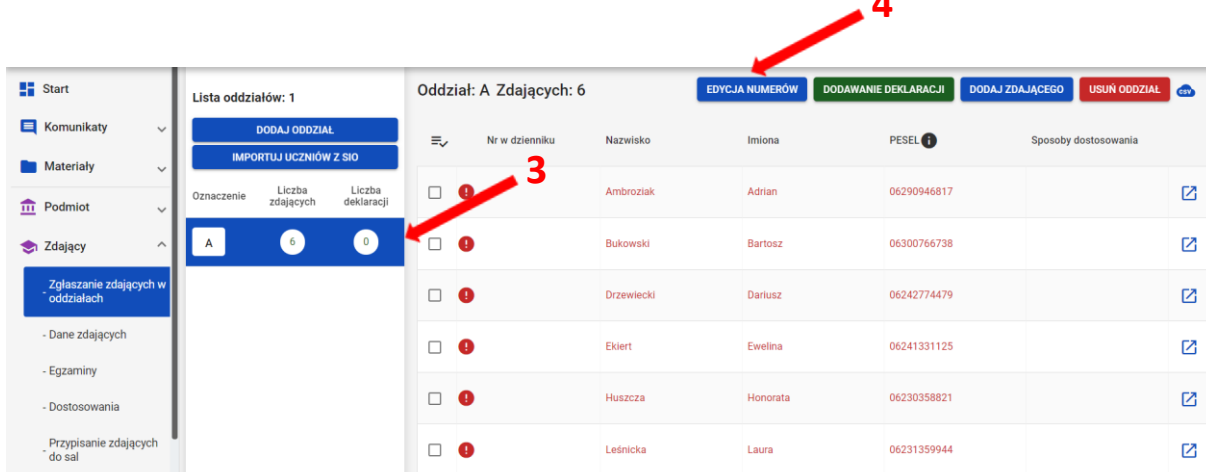 4
Start
Komunikaty
Materiały
Podmiot
Zdający
- Zgłaszanie zdających w
oddziałach
- Dane zdających
- Egzaminy
- Dostosowania
- Przypisanie zdających
do sal
Lista oddziałów: 1
DODAJ ODDZIAŁ
IMPORTUJ UCZNIÓW Z SIO
Oznaczenie Liczba zdających Liczba deklaracji
A 6 0
3
Oddział: A Zdających: 6
EDYCJA NUMERÓW DODAWANIE DEKLARACJI DODAJ ZDAJĄCEGO USUŃ ODDZIAŁ CSV
Nr w dzienniku Nazwisko Imiona PESEL Sposoby dostosowania
Ambroziak Adrian 06290946817
Bukowski Bartosz 06300766738
Drzewiecki Dariusz 06242774479
Ekiert Ewelina 06241331125
Huszcza Honorata 06230358821
Leśnicka Laura 06231359944